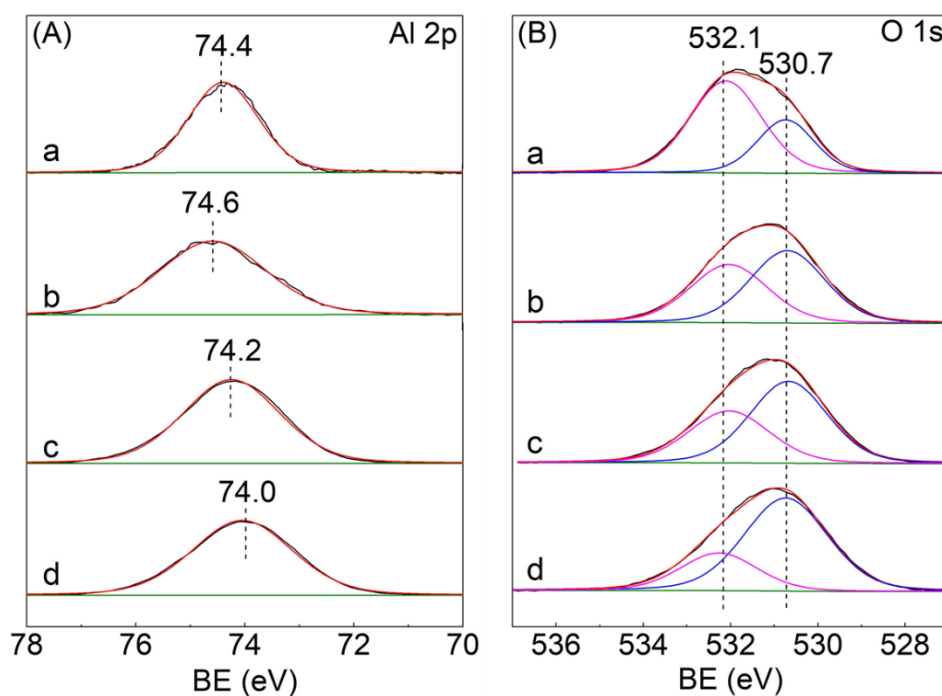 (A) Al 2p
74.4
a
74.6
b
74.2
c
74.0
d
78 76 74 72 70
BE (eV)
(B) O 1s
532.1
530.7
a
b
c
d
536 534 532 530 528
BE (eV)